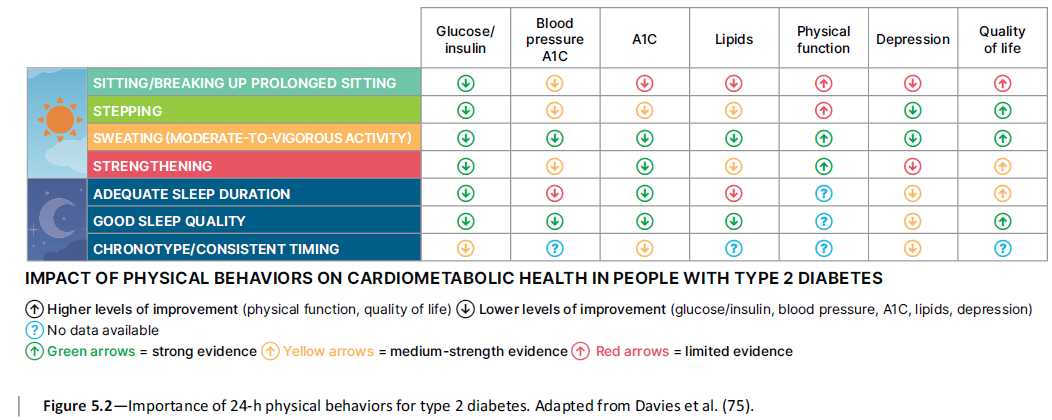 Glucose/
insulin
Blood
pressure
A1C
A1C
Lipids
Physical
function
Depression
Quality
of life
SITTING/BREAKING UP PROLONGED SITTING
STEPPING
SWEATING (MODERATE-TO-VIGOROUS ACTIVITY)
STRENGTHENING
ADEQUATE SLEEP DURATION
?
GOOD SLEEP QUALITY
?
CHRONOTYPE/CONSISTENT TIMING
? ? ? ?
IMPACT OF PHYSICAL BEHAVIORS ON CARDIOMETABOLIC HEALTH IN PEOPLE WITH TYPE 2 DIABETES
Higher levels of improvement (physical function, quality of life) Lower levels of improvement (glucose/insulin, blood pressure, A1C, lipids, depression)
? No data available
Green arrows = strong evidence Yellow arrows = medium-strength evidence Red arrows = limited evidence
Figure 5.2—Importance of 24-h physical behaviors for type 2 diabetes. Adapted from Davies et al. (75).